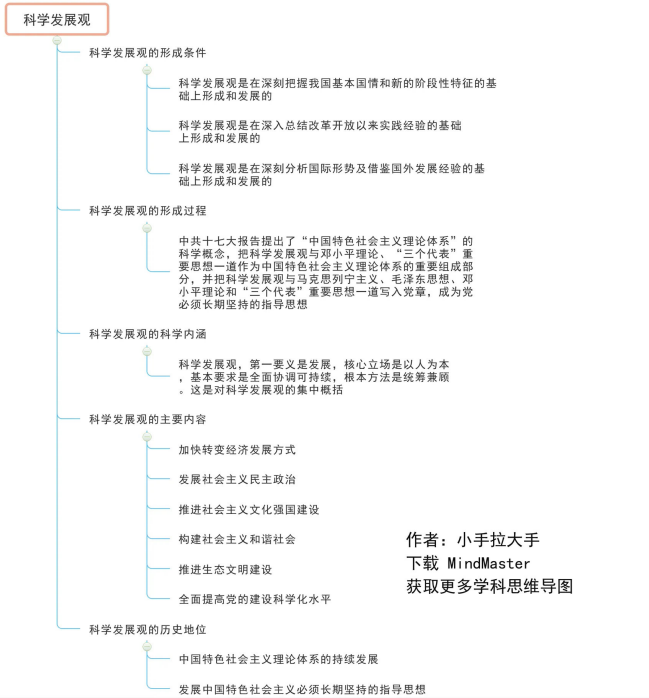 科学发展观
科学发展观的形成条件
科学发展观是在深刻把握我国基本国情和新的阶段性特征的基
础上形成和发展的
科学发展观是在深入总结改革开放以来实践经验的基础
上形成和发展的
科学发展观是在深刻分析国际形势及借鉴国外发展经验的基
础上形成和发展的
科学发展观的形成过程
中共十七大报告提出了“中国特色社会主义理论体系”的
科学概念，把科学发展观与邓小平理论、“三个代表”重
要思想一道作为中国特色社会主义理论体系的重要组成部
分，并把科学发展观与马克思列宁主义、毛泽东思想、邓
小平理论和“三个代表”重要思想一道写入党章，成为党
必须长期坚持的指导思想
科学发展观的科学内涵
科学发展观，第一要义是发展，核心立场是以人为本
，基本要求是全面协调可持续，根本方法是统筹兼顾
。这是对科学发展观的集中概括
科学发展观的主要内容
加快转变经济发展方式
发展社会主义民主政治
推进社会主义文化强国建设
构建社会主义和谐社会
推进生态文明建设
全面提高党的建设科学化水平
作者：小手拉大手
下载 MindMaster
获取更多学科思维导图
科学发展观的历史地位
中国特色社会主义理论体系的持续发展
发展中国特色社会主义必须长期坚持的指导思想